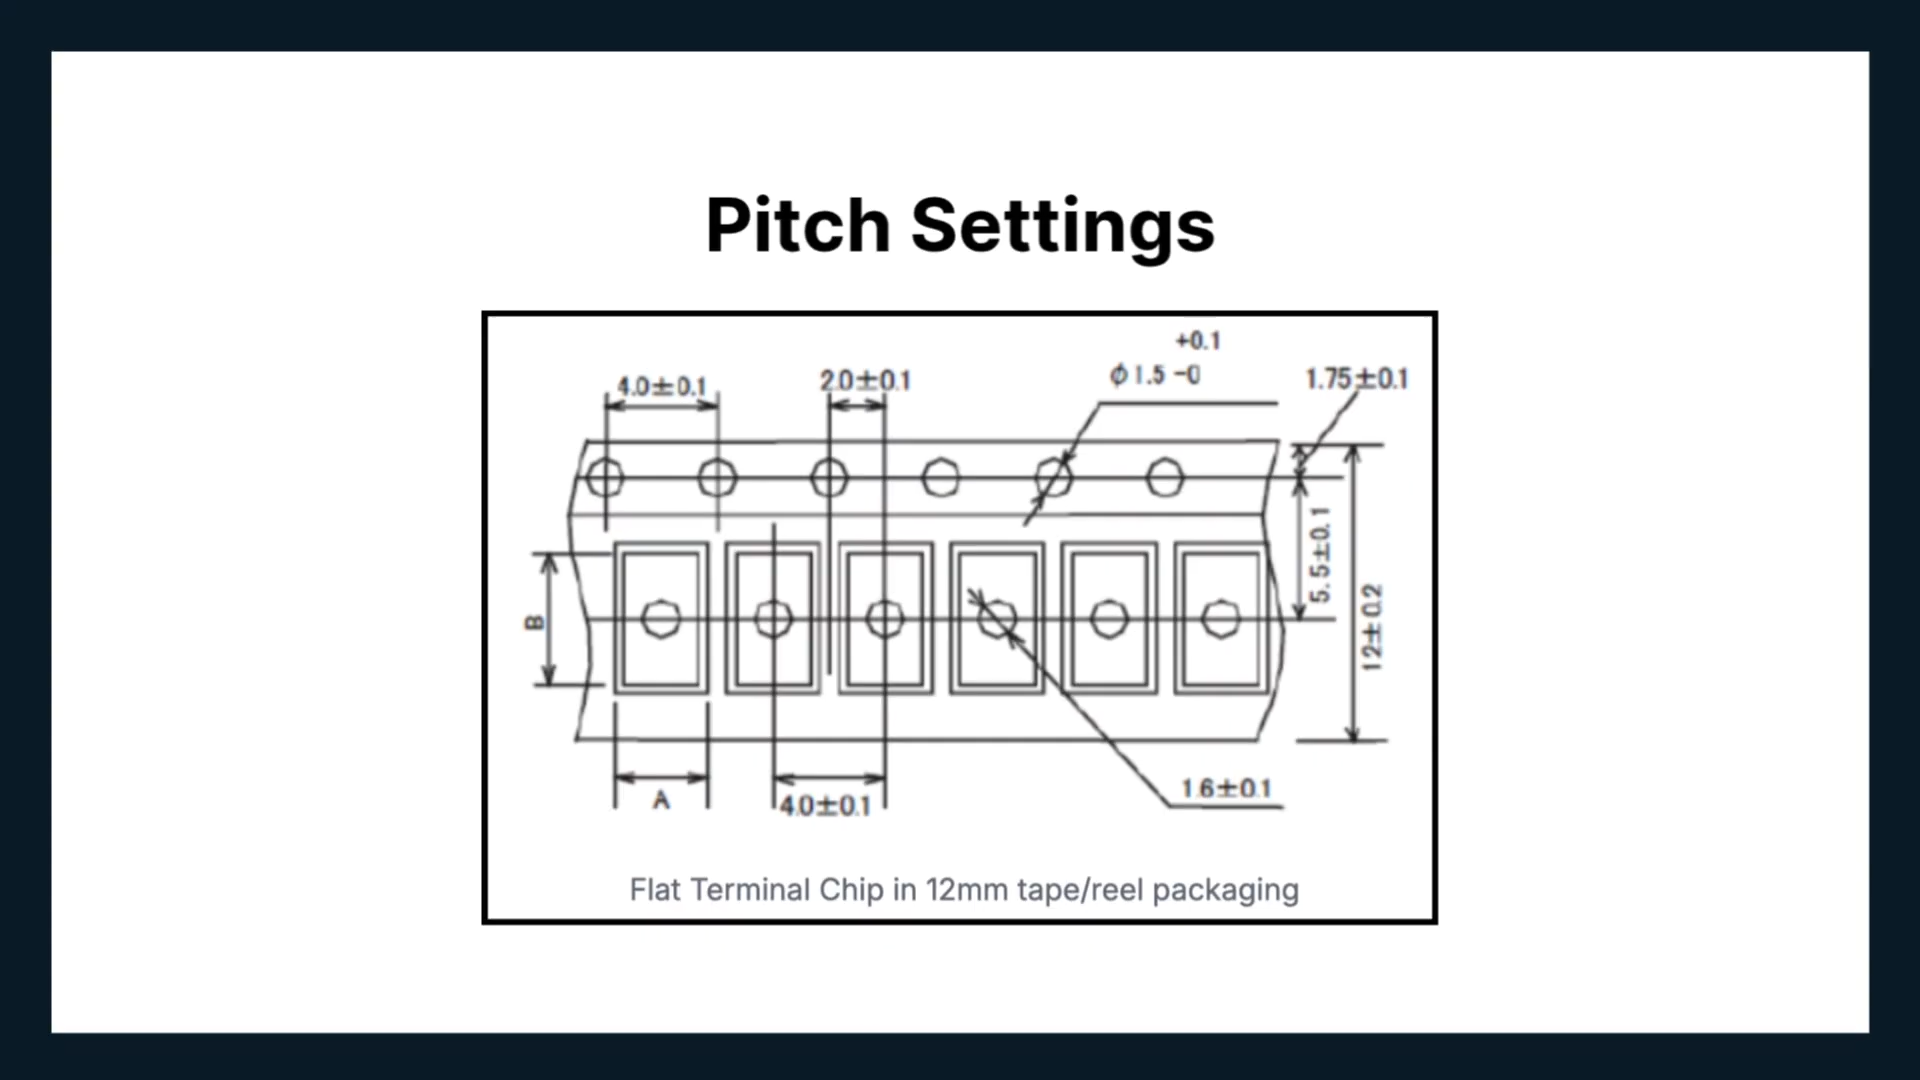 Pitch Settings
+0.1
4.0±0.1
2.0±0.1
ϕ1.5 -0
1.75±0.1
5.5±0.1
12±0.2
B
A
4.0±0.1
1.6±0.1
Flat Terminal Chip in 12mm tape/reel packaging